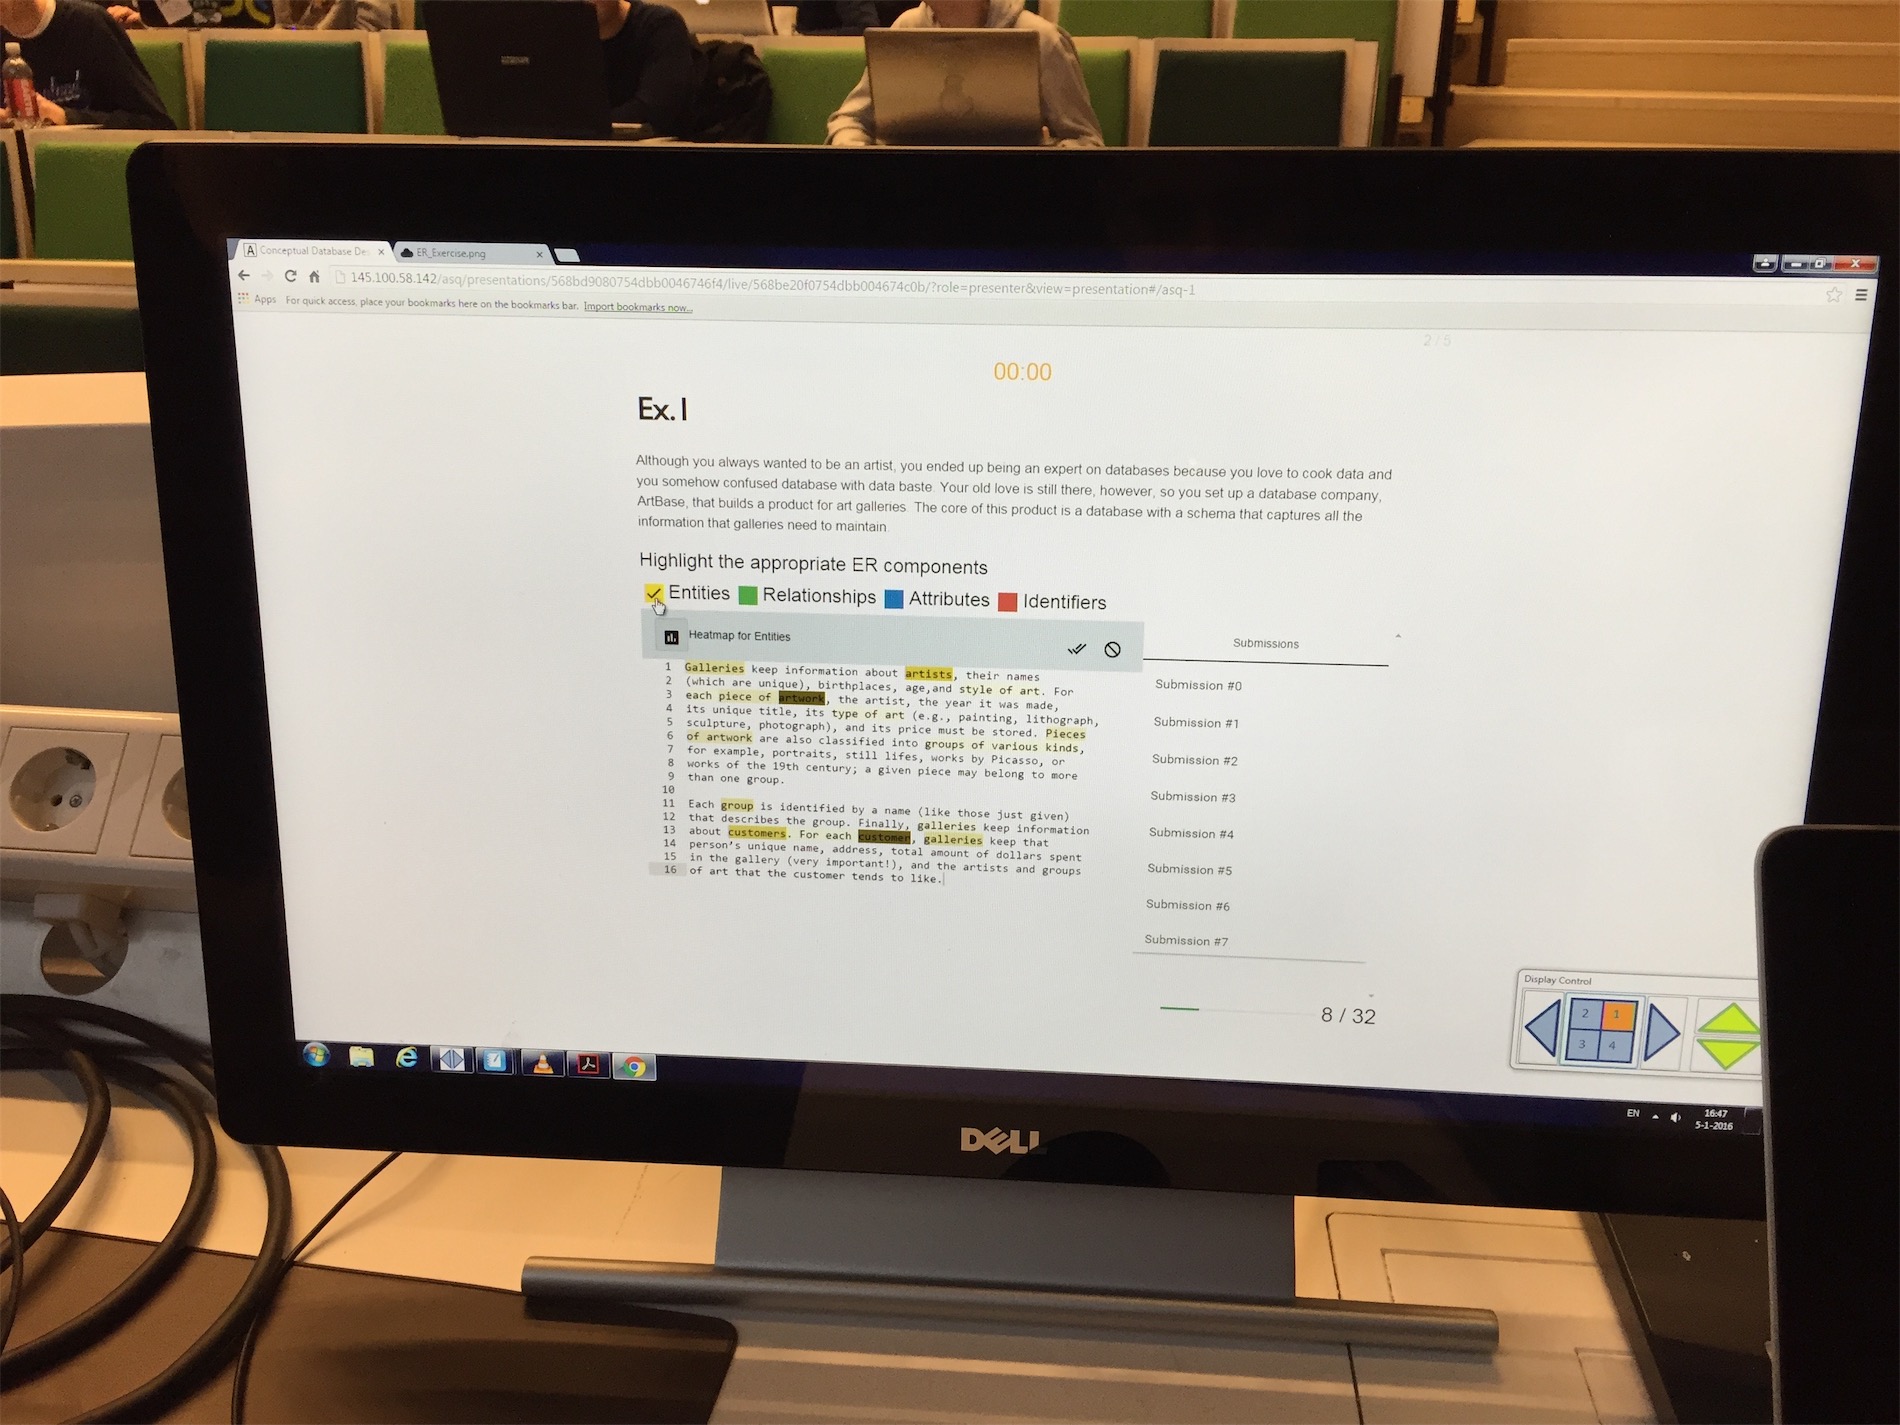 Conceptual Database De
ER_Exercise.png
145.100.58.142/asq/presentations/568bd9080754dbb0046746f4/live/568be20f0754dbb004674c0b/?role=presenter&view=presentation#/asq-1
Apps For quick access, place your bookmarks here on the bookmarks bar. Import bookmarks now...
2 / 5
00:00
Ex. 1
Although you always wanted to be an artist, you ended up being an expert on databases because you love to cook data and
you somehow confused database with data baste. Your old love is still there, however, so you set up a database company,
ArtBase, that builds a product for art galleries. The core of this product is a database with a schema that captures all the
information that galleries need to maintain.
Highlight the appropriate ER components
Entities Relationships Attributes Identifiers
Heatmap for Entities
1 Galleries keep information about artists, their names
2 (which are unique), birthplaces, age,and style of art. For
3 each piece of artwork, the artist, the year it was made,
4 its unique title, its type of art (e.g., painting, lithograph,
5 sculpture, photograph), and its price must be stored. Pieces
6 of artwork are also classified into groups of various kinds,
7 for example, portraits, still lifes, works by Picasso, or
8 works of the 19th century; a given piece may belong to more
9 than one group.
10
11 Each group is identified by a name (like those just given)
12 that describes the group. Finally, galleries keep information
13 about customers. For each customer, galleries keep that
14 person's unique name, address, total amount of dollars spent
15 in the gallery (very important!), and the artists and groups
16 of art that the customer tends to like.
Submissions
Submission #0
Submission #1
Submission #2
Submission #3
Submission #4
Submission #5
Submission #6
Submission #7
8 / 32
Display Control
2 1
3 4
EN
16:47
5-1-2016
DELL